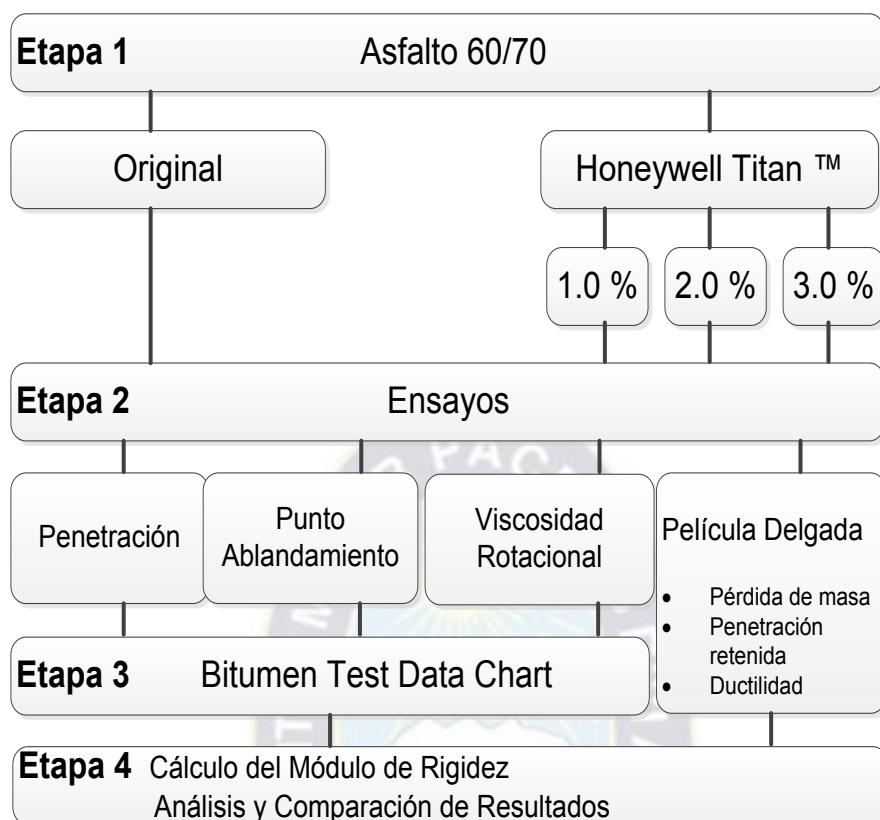 Etapa 1 Asfalto 60/70
Original
Honeywell Titan ™
1.0 %
2.0 %
3.0 %
Etapa 2 Ensayos
Penetración
Punto
Ablandamiento
Viscosidad
Rotacional
Película Delgada
• Pérdida de masa
• Penetración
retenida
• Ductilidad
Etapa 3 Bitumen Test Data Chart
Etapa 4 Cálculo del Módulo de Rigidez
Análisis y Comparación de Resultados